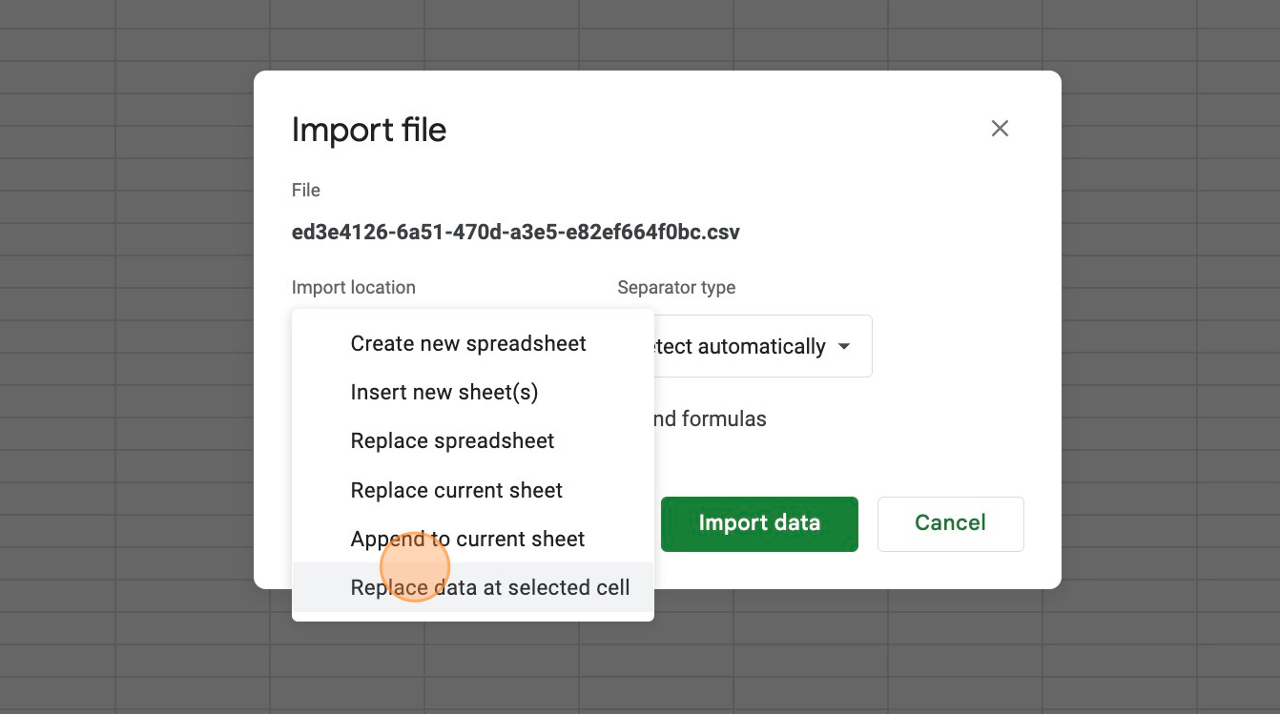 Import file
File
ed3e4126-6a51-470d-a3e5-e82ef664f0bc.csv
Import location
Separator type
Create new spreadsheet
Insert new sheet(s)
Replace spreadsheet
Replace current sheet
Append to current sheet
Replace data at selected cell
automatically
formulas
Import data
Cancel